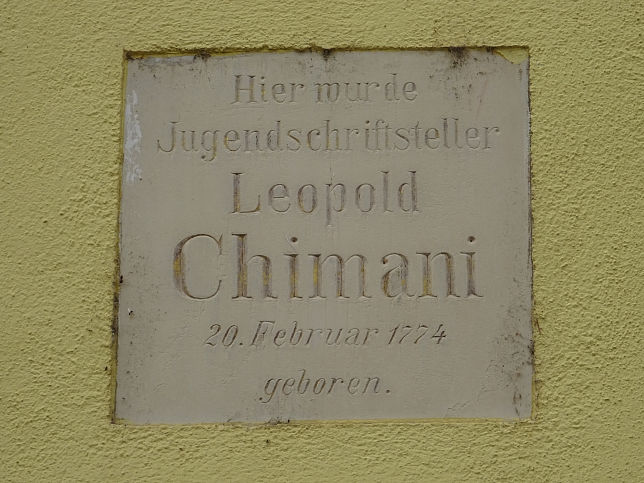 Hier wurde
Jugendschriftsteller
Leopold
Chimani
20. Februar 1774
geboren.